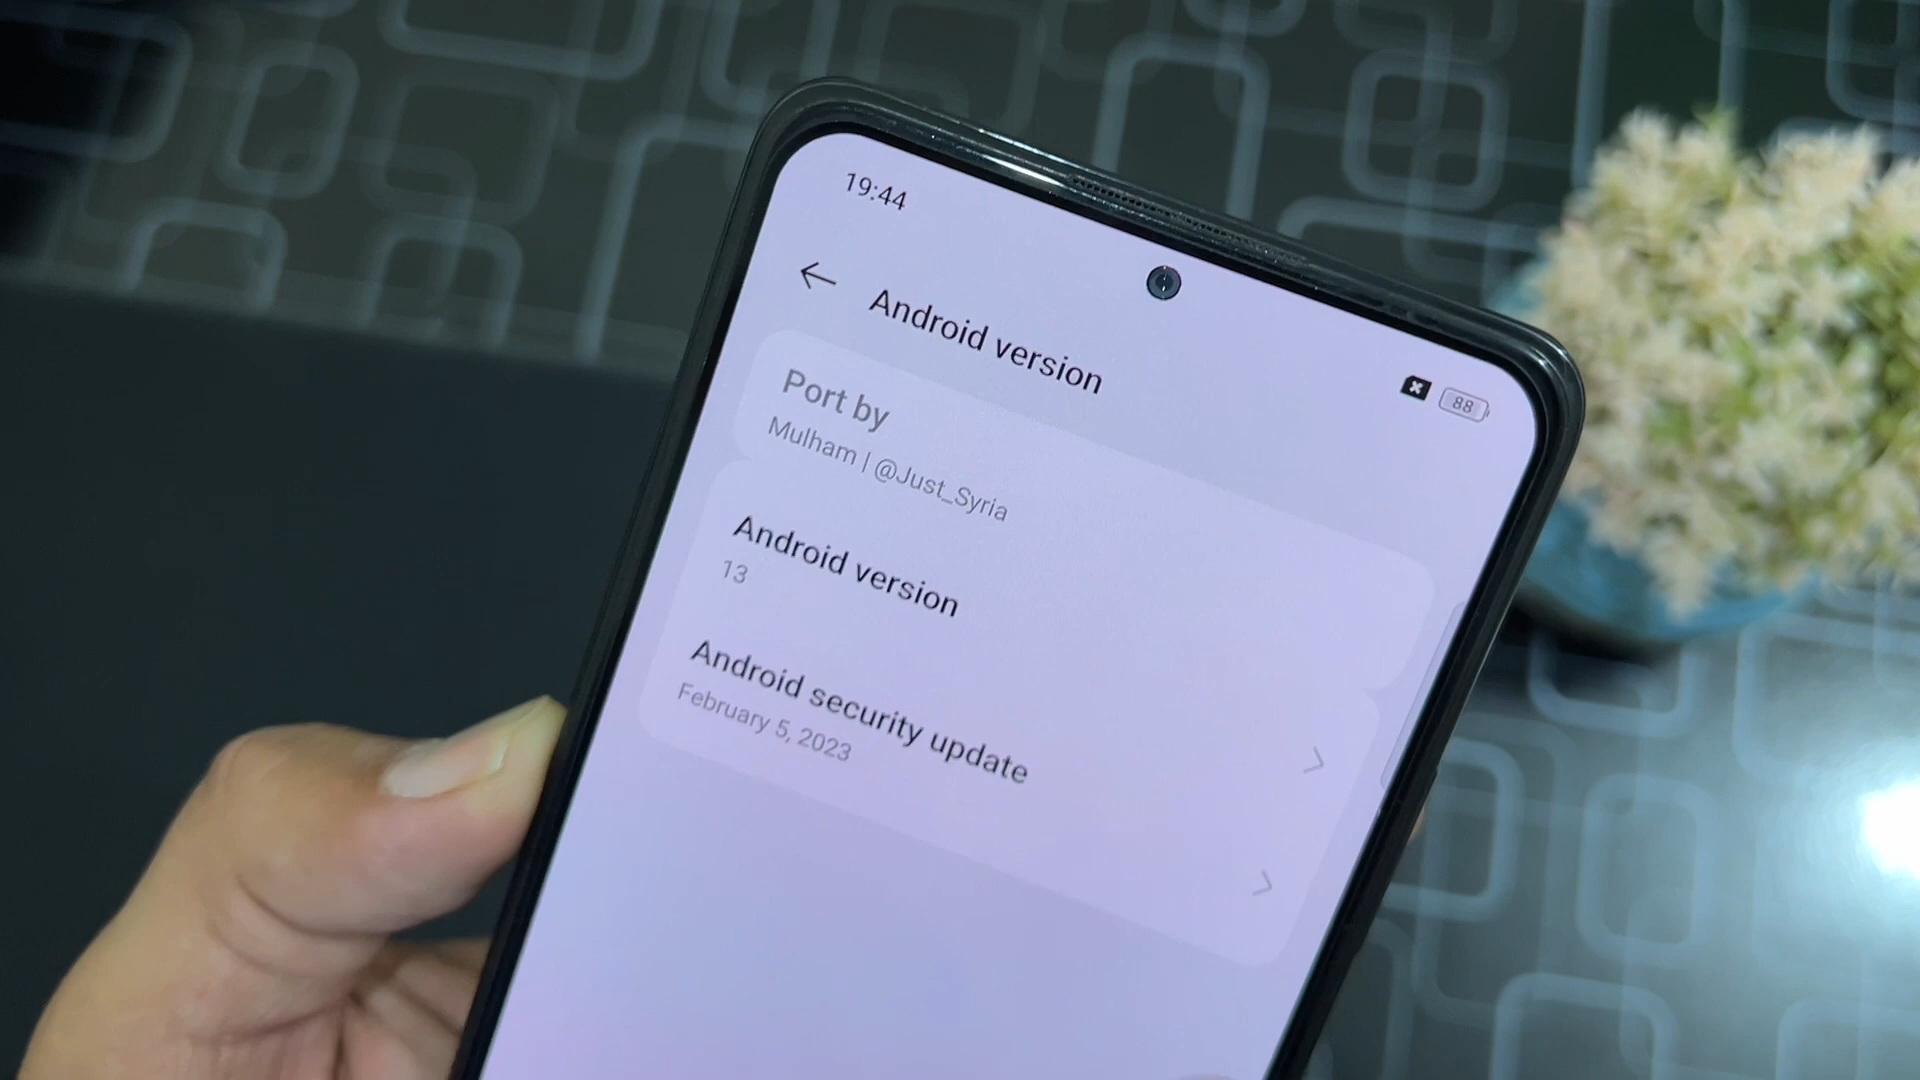 19:44
88
Android version
Port by
Mulham | @Just_Syria
Android version
13
Android security update
February 5, 2023